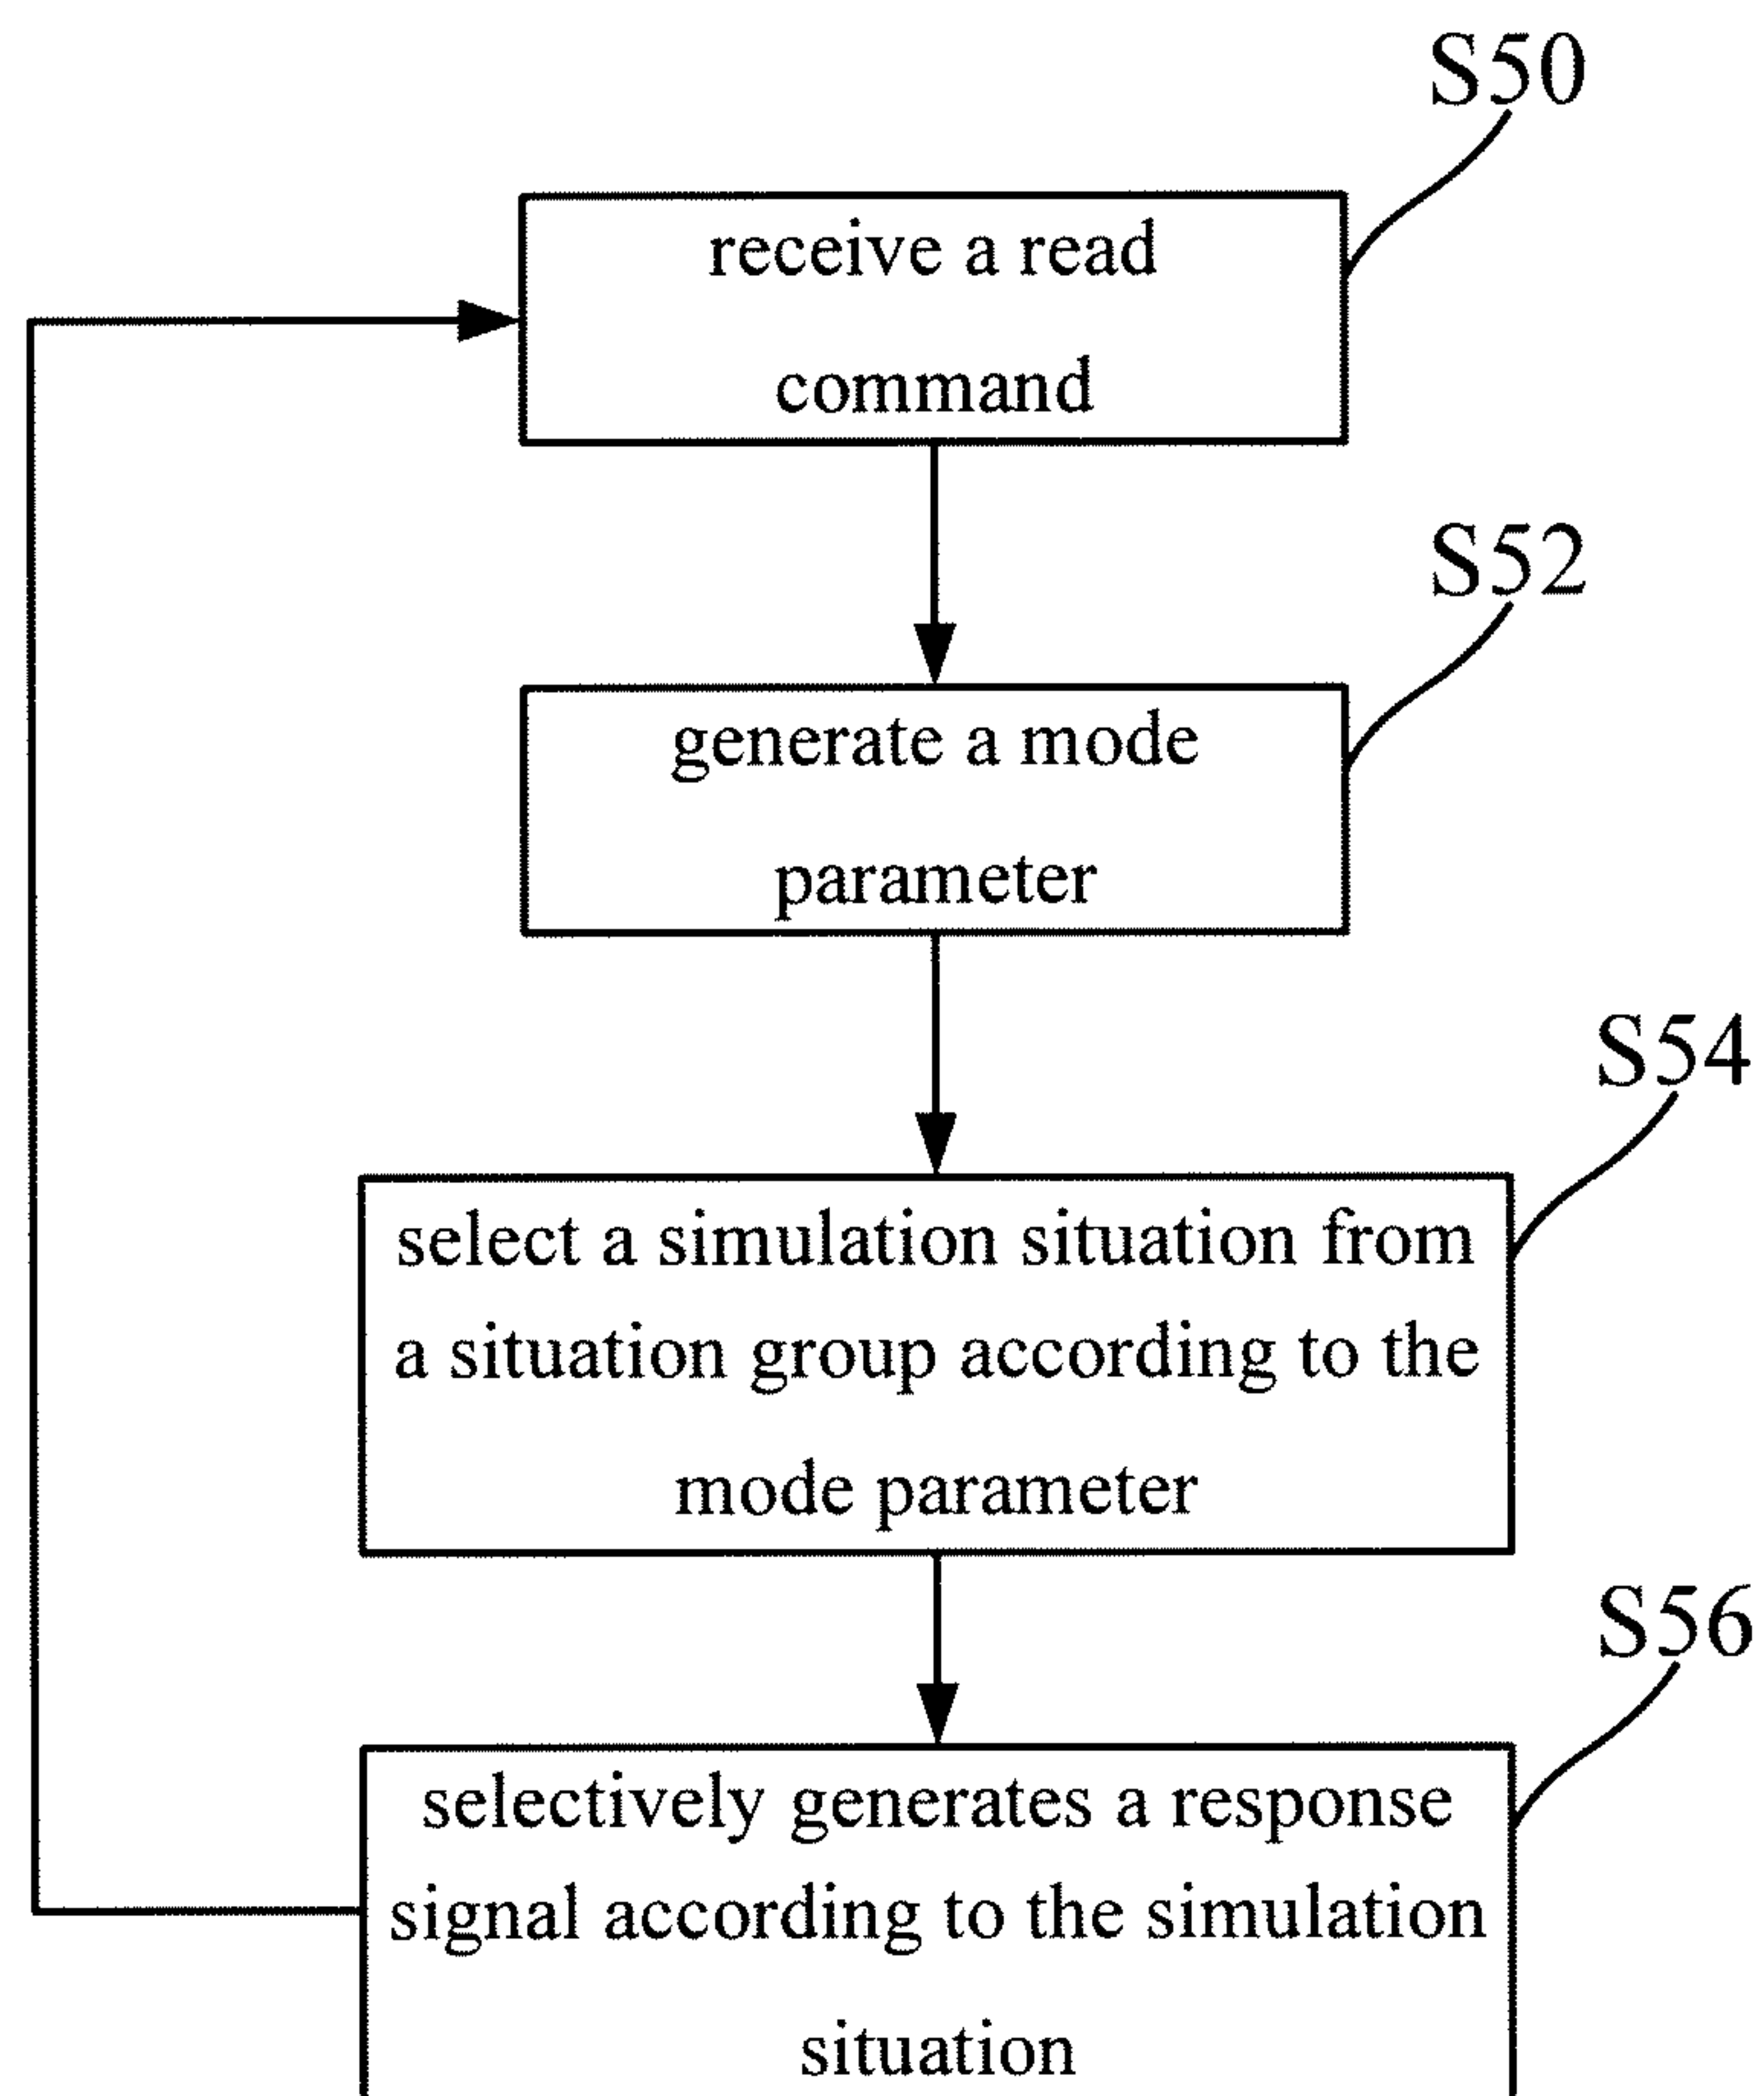 S50
receive a read
command
S52
generate a mode
parameter
S54
select a simulation situation from
a situation group according to the
mode parameter
S56
selectively generates a response
signal according to the simulation
situation